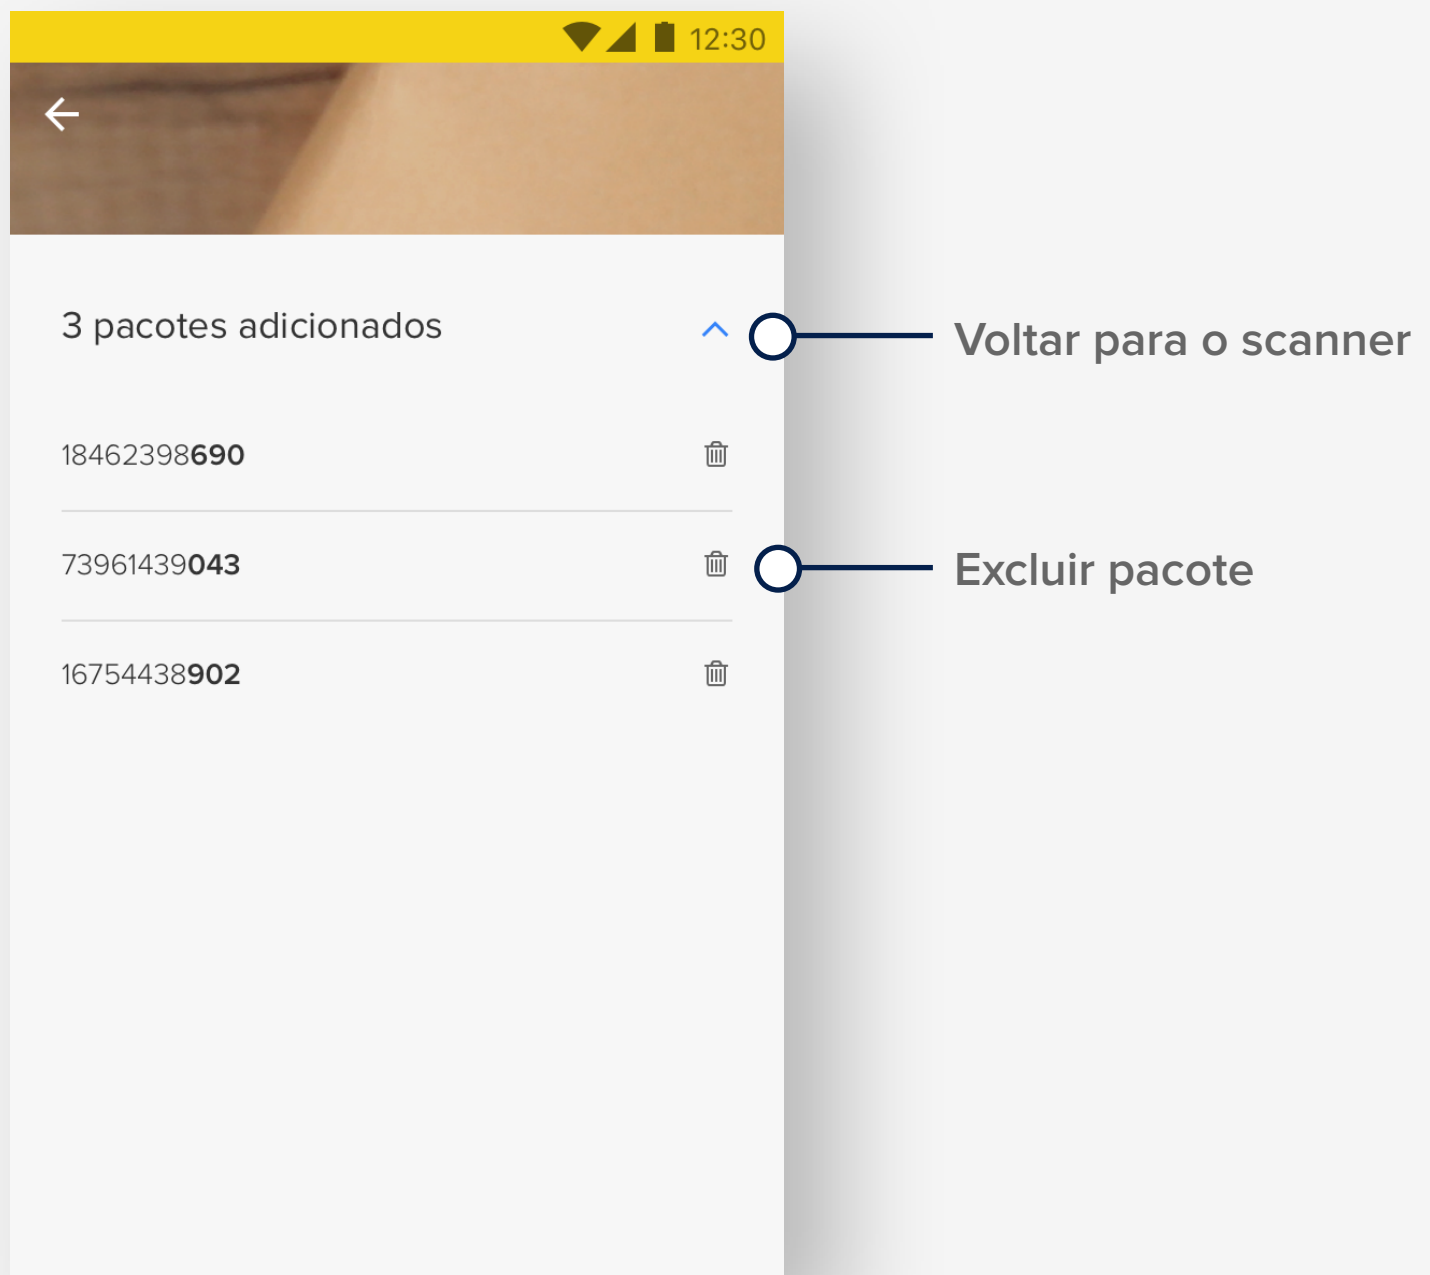 12:30
3 pacotes adicionados
Voltar para o scanner
18462398690
73961439043
Excluir pacote
16754438902